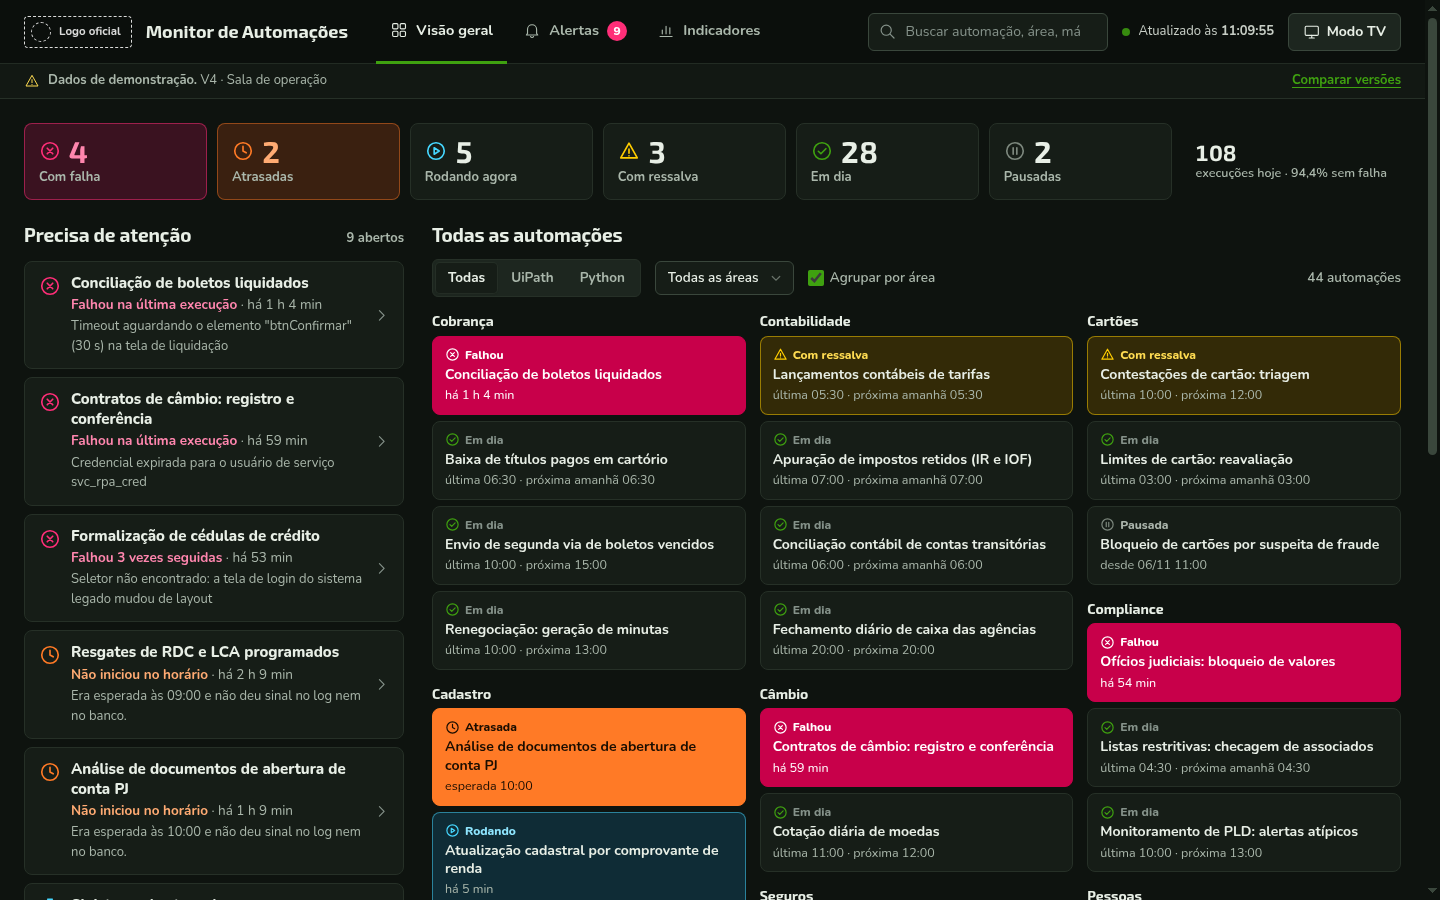 Logo oficial
Monitor de Automações
Visão geral
Alertas 9
Indicadores
Buscar automação, área, má
Atualizado às 11:09:55
Modo TV
Dados de demonstração. V4 · Sala de operação
Comparar versões
4
Com falha
2
Atrasadas
5
Rodando agora
3
Com ressalva
28
Em dia
2
Pausadas
108
execuções hoje · 94,4% sem falha
Precisa de atenção
9 abertos
Conciliação de boletos liquidados
Falhou na última execução · há 1 h 4 min
Timeout aguardando o elemento "btnConfirmar"
(30 s) na tela de liquidação
Contratos de câmbio: registro e
conferência
Falhou na última execução · há 59 min
Credencial expirada para o usuário de serviço
svc_rpa_cred
Formalização de cédulas de crédito
Falhou 3 vezes seguidas · há 53 min
Seletor não encontrado: a tela de login do sistema
legado mudou de layout
Resgates de RDC e LCA programados
Não iniciou no horário · há 2 h 9 min
Era esperada às 09:00 e não deu sinal no log nem
no banco.
Análise de documentos de abertura de
conta PJ
Não iniciou no horário · há 1 h 9 min
Era esperada às 10:00 e não deu sinal no log nem
no banco.
Todas as automações
Todas
UiPath
Python
Todas as áreas
Agrupar por área
44 automações
Cobrança
Falhou
Conciliação de boletos liquidados
há 1 h 4 min
Em dia
Baixa de títulos pagos em cartório
última 06:30 · próxima amanhã 06:30
Em dia
Envio de segunda via de boletos vencidos
última 10:00 · próxima 15:00
Em dia
Renegociação: geração de minutas
última 10:00 · próxima 13:00
Cadastro
Atrasada
Análise de documentos de abertura de
conta PJ
esperada 10:00
Rodando
Atualização cadastral por comprovante de
renda
há 5 min
Contabilidade
Com ressalva
Lançamentos contábeis de tarifas
última 05:30 · próxima amanhã 05:30
Em dia
Apuração de impostos retidos (IR e IOF)
última 07:00 · próxima amanhã 07:00
Em dia
Conciliação contábil de contas transitórias
última 06:00 · próxima amanhã 06:00
Em dia
Fechamento diário de caixa das agências
última 20:00 · próxima 20:00
Câmbio
Falhou
Contratos de câmbio: registro e conferência
há 59 min
Em dia
Cotação diária de moedas
última 11:00 · próxima 12:00
Seguros
Cartões
Com ressalva
Contestações de cartão: triagem
última 10:00 · próxima 12:00
Em dia
Limites de cartão: reavaliação
última 03:00 · próxima amanhã 03:00
Pausada
Bloqueio de cartões por suspeita de fraude
desde 06/11 11:00
Compliance
Falhou
Ofícios judiciais: bloqueio de valores
há 54 min
Em dia
Listas restritivas: checagem de associados
última 04:30 · próxima amanhã 04:30
Em dia
Monitoramento de PLD: alertas atípicos
última 10:00 · próxima 13:00
Pessoas